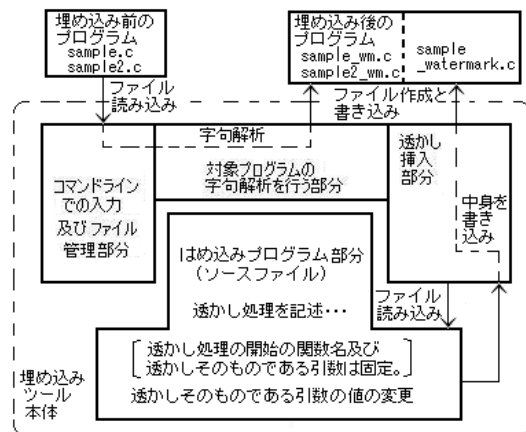 埋め込み前の
プログラム
sample.c
sample2.c
埋め込み後の
プログラム
sample_wm.c
sample2_wm.c
sample
_watermark.c
ファイル
読み込み
ファイル作成と
書き込み
字句解析
コマンドライン
での入力
及びファイル
管理部分
対象プログラムの
字句解析を行う部分
透かし
挿入
部分
中身を
書き
込み
はめ込みプログラム部分
(ソースファイル)
透かし処理を記述・・・
ファイル
読み込み
透かし処理の開始の関数名及び
透かしそのものである引数は固定。
透かしそのものである引数の値の変更
埋め込み
ツール
本体